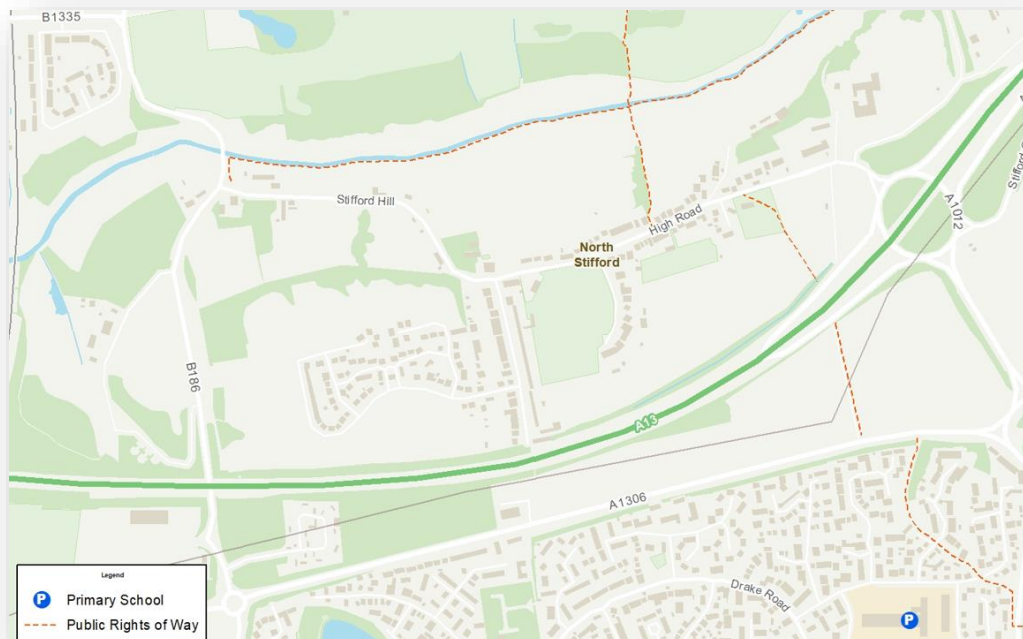 B1335
Stifford Hill
High Road
North
Stifford
A1012
B186
A13
A1306
Drake Road
P
Legend
P Primary School
Public Rights of Way